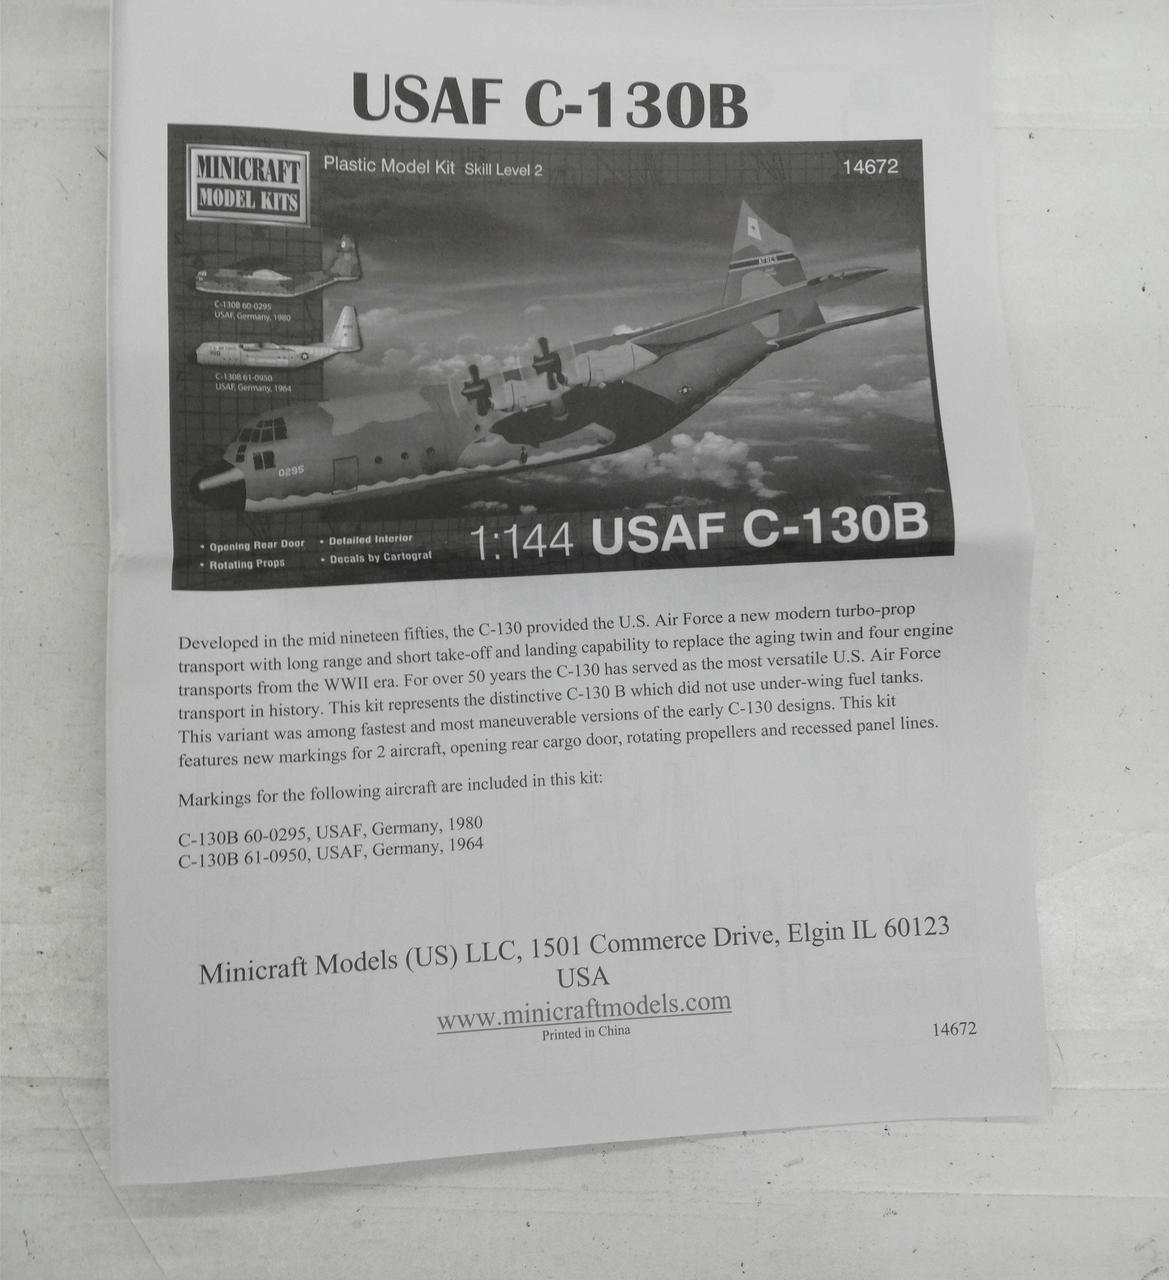 USAF C-130B
MINICRAFT
MODEL KITS
Plastic Model Kit Skill Level 2
14672
AFRES
C-130B 60-0295
USAF, Germany, 1980
C-130B 61-0950
USAF, Germany, 1964
0295
• Opening Rear Door
• Rotating Props
• Detailed Interior
• Decals by Cartograf
1:144 USAF C-130B
Developed in the mid nineteen fifties, the C-130 provided the U.S. Air Force a new modern turbo-prop
transport with long range and short take-off and landing capability to replace the aging twin and four engine
transports from the WWII era. For over 50 years the C-130 has served as the most versatile U.S. Air Force
transport in history. This kit represents the distinctive C-130 B which did not use under-wing fuel tanks.
This variant was among fastest and most maneuverable versions of the early C-130 designs. This kit
features new markings for 2 aircraft, opening rear cargo door, rotating propellers and recessed panel lines.
Markings for the following aircraft are included in this kit:
C-130B 60-0295, USAF, Germany, 1980
C-130B 61-0950, USAF, Germany, 1964
Minicraft Models (US) LLC, 1501 Commerce Drive, Elgin IL 60123
USA
www.minicraftmodels.com
Printed in China
14672